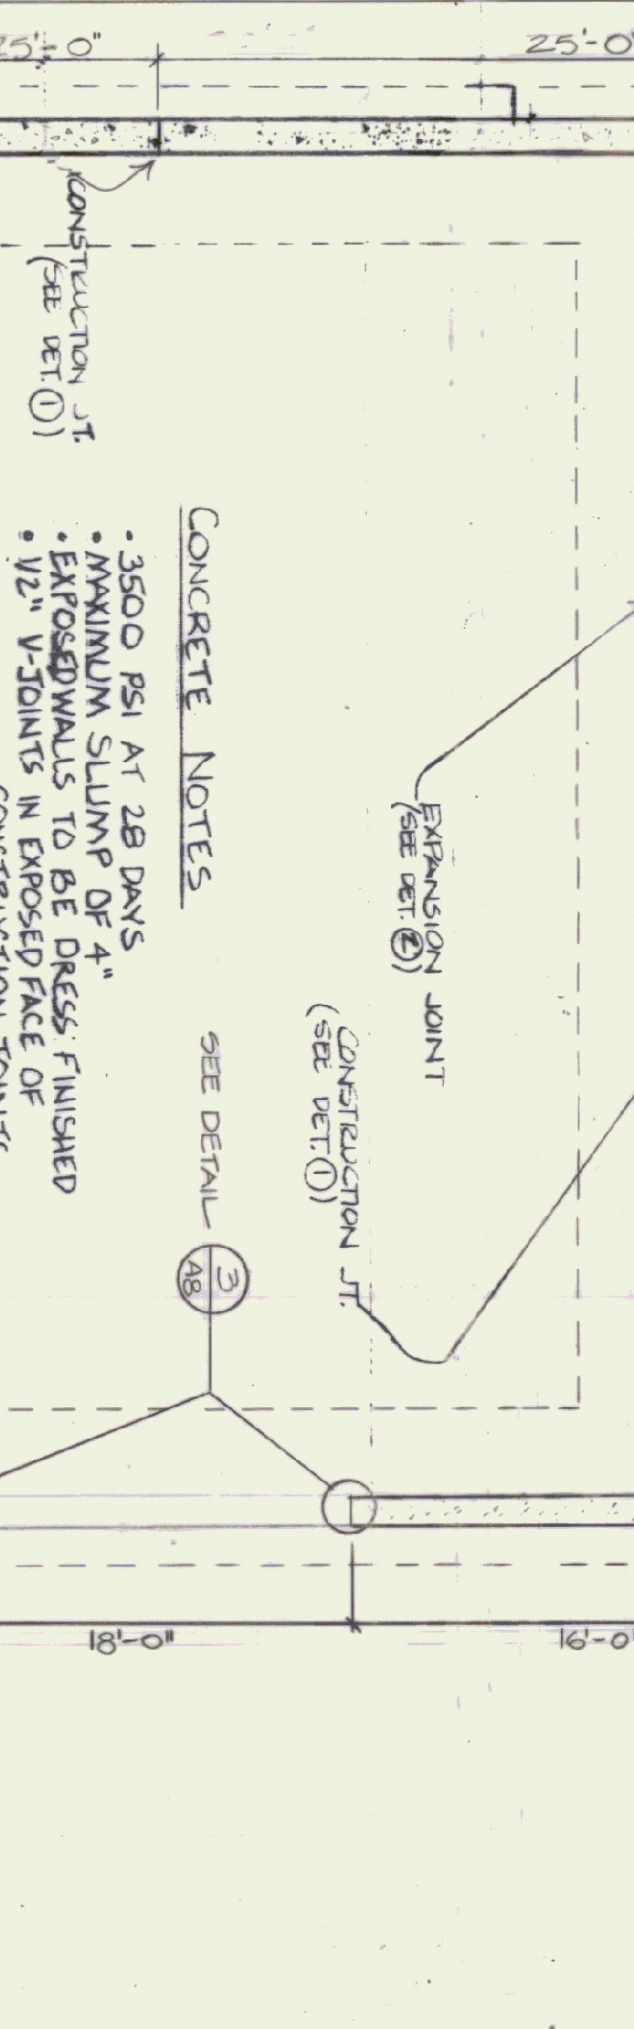 25'-0"
25'-0"
CONSTRUCTION JT.
(SEE DET. 1)
CONCRETE NOTES
• 3500 PSI AT 28 DAYS
• MAXIMUM SLUMP OF 4"
• EXPOSED WALLS TO BE DRESS FINISHED
• 1/2" V-JOINTS IN EXPOSED FACE OF
CONSTRUCTION JOINTS
EXPANSION JOINT
(SEE DET. 2)
CONSTRUCTION JT.
(SEE DET. 1)
SEE DETAIL
3
A8
18'-0"
16'-0"